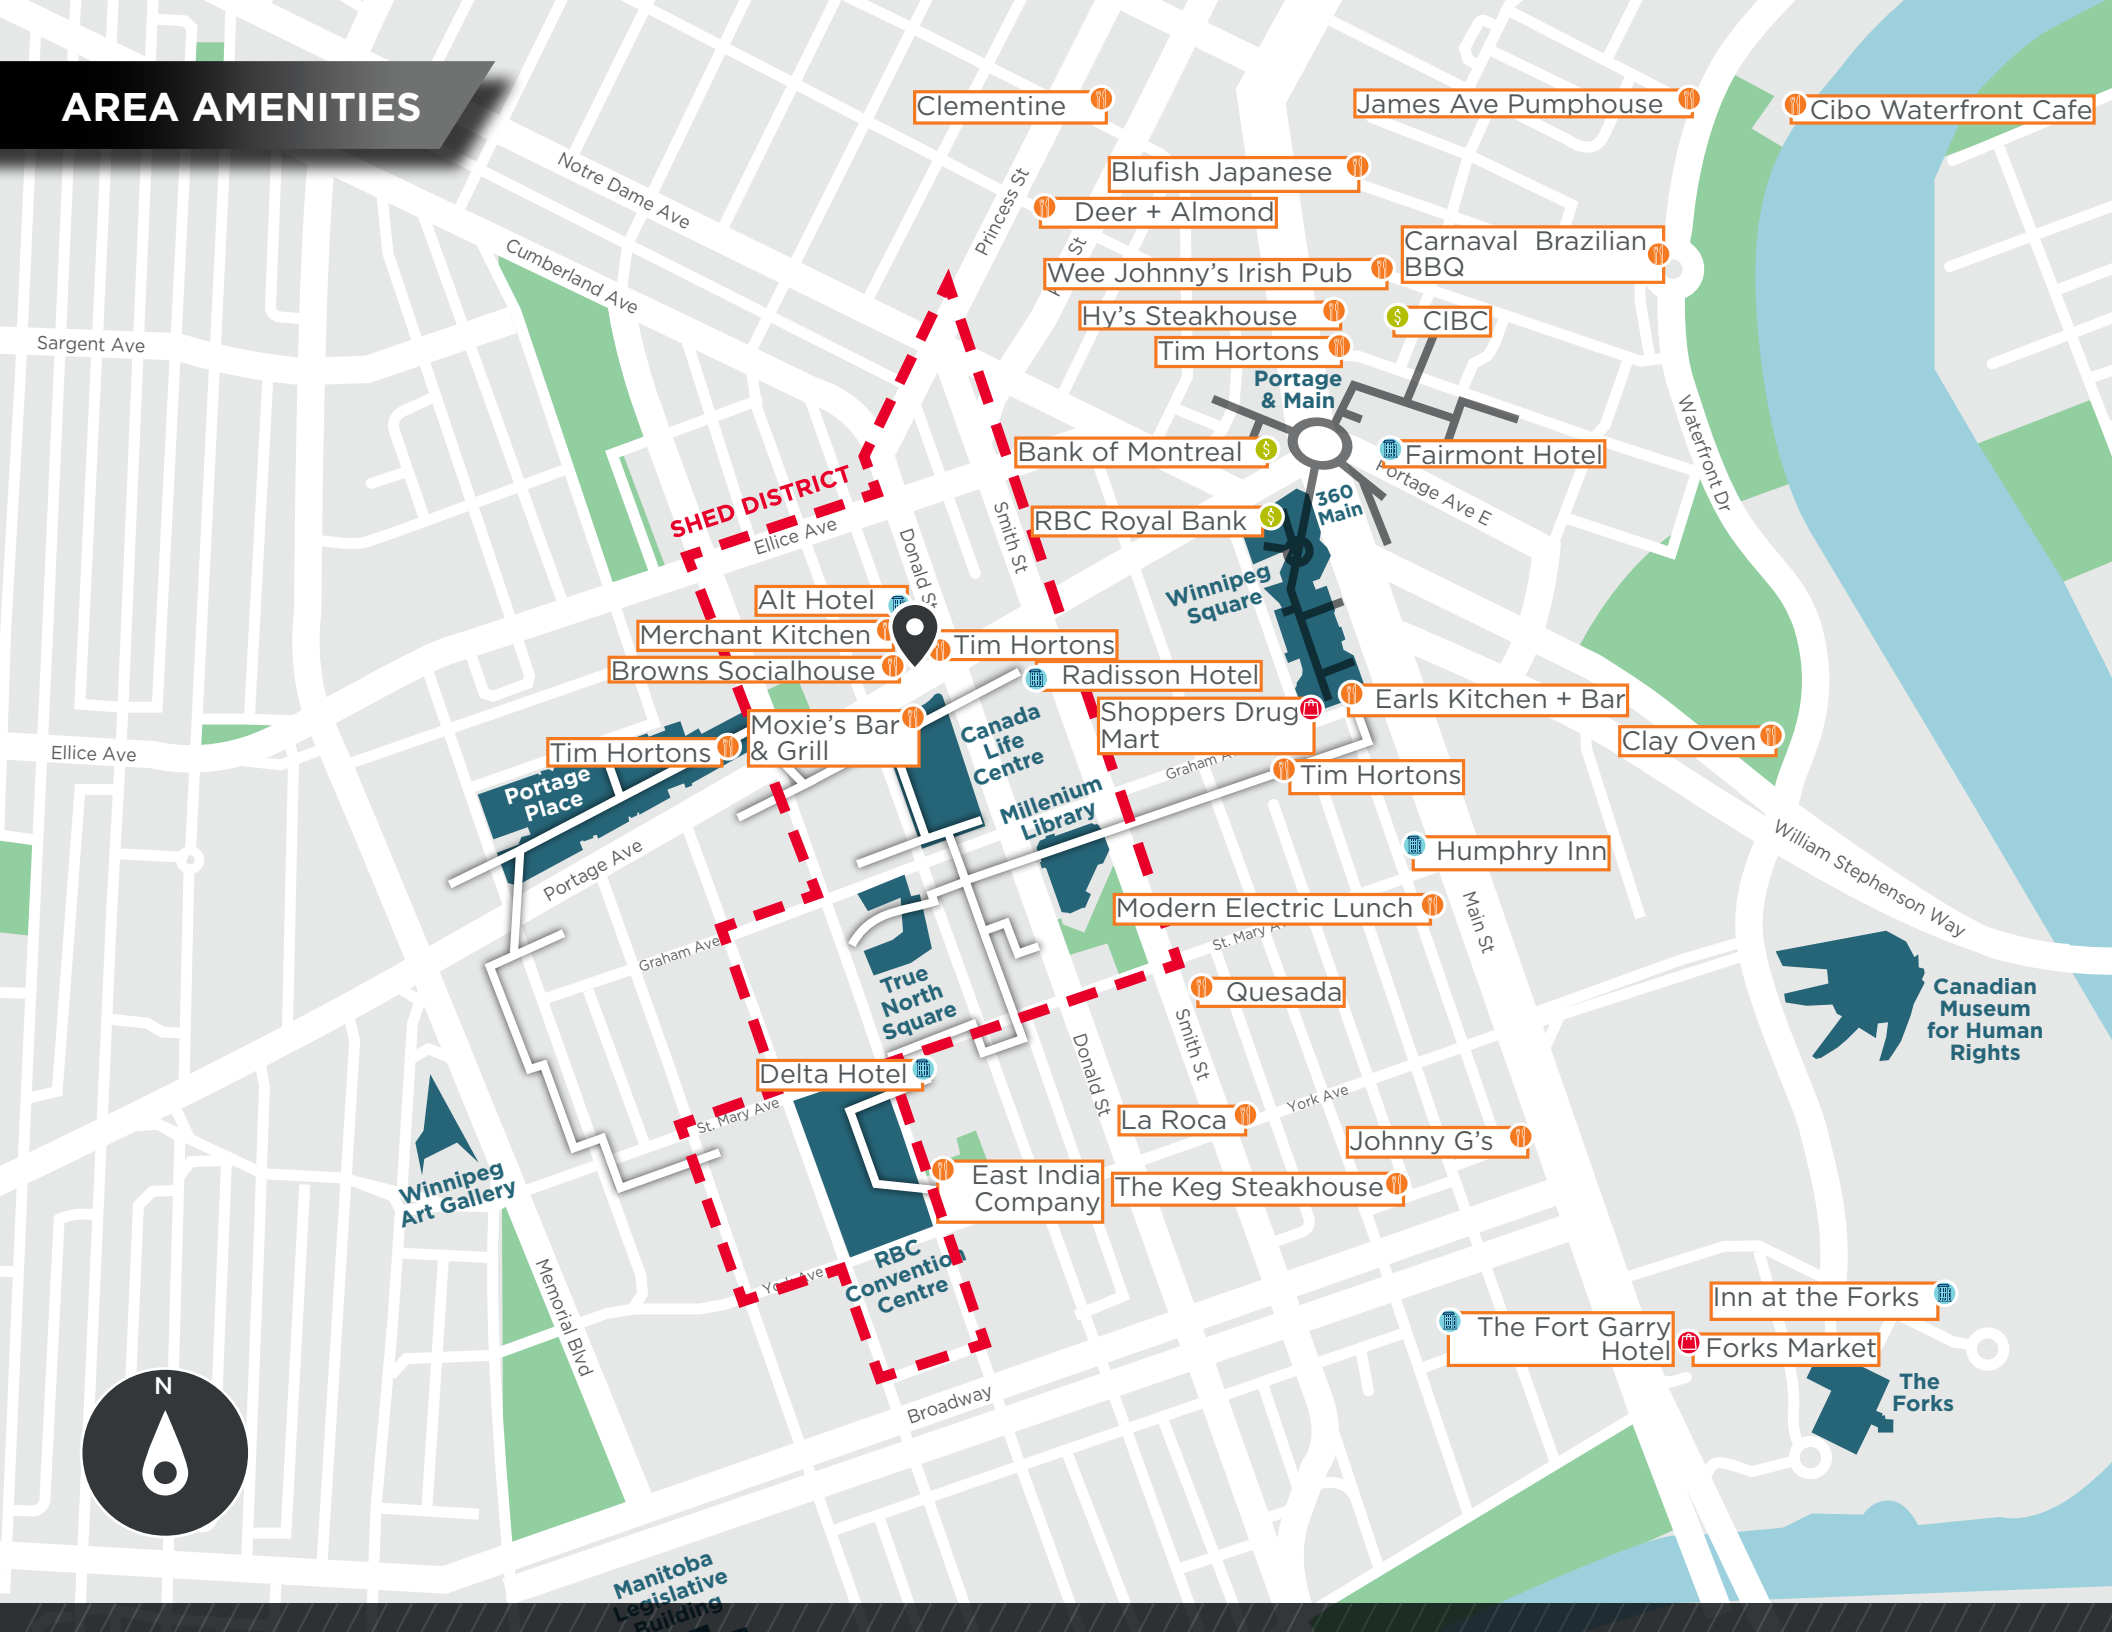 AREA AMENITIES
Clementine
James Ave Pumphouse
Cibo Waterfront Cafe
Notre Dame Ave
Princess St
Blufish Japanese
Deer + Almond
St
Cumberland Ave
Carnaval Brazilian
BBQ
Wee Johnny's Irish Pub
Hy's Steakhouse
CIBC
Sargent Ave
Tim Hortons
Portage
& Main
Waterfront Dr
Bank of Montreal
Fairmont Hotel
Portage Ave E
SHED DISTRICT
Ellice Ave
Donald St
Smith St
RBC Royal Bank
360
Main
Winnipeg
Square
Alt Hotel
Merchant Kitchen
Tim Hortons
Browns Socialhouse
Radisson Hotel
Earls Kitchen + Bar
Shoppers Drug
Mart
Moxie's Bar
& Grill
Canada
Life
Centre
Clay Oven
Ellice Ave
Tim Hortons
Portage
Place
Graham A
Tim Hortons
Millenium
Library
Portage Ave
Humphry Inn
William Stephenson Way
Modern Electric Lunch
Main St
St. Mary A
Graham Ave
True
North
Square
Quesada
Canadian
Museum
for Human
Rights
Smith St
Donald St
Delta Hotel
St. Mary Ave
York Ave
La Roca
Johnny G's
East India
Company
The Keg Steakhouse
Winnipeg
Art Gallery
RBC
Convention
Centre
York Ave
Memorial Blvd
Inn at the Forks
The Fort Garry
Hotel
Forks Market
The
Forks
Broadway
N
Manitoba
Legislative
Building